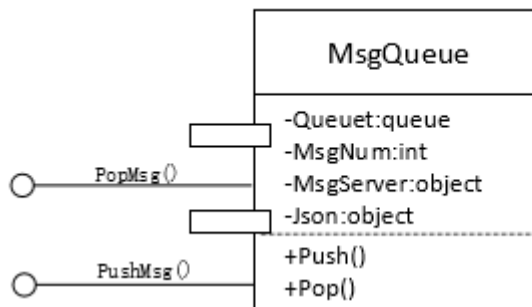 MsgQueue
-Queuet:queue
-MsgNum:int
PopMsg()
-MsgServer:object
-Json:object
+Push()
PushMsg()
+Pop()